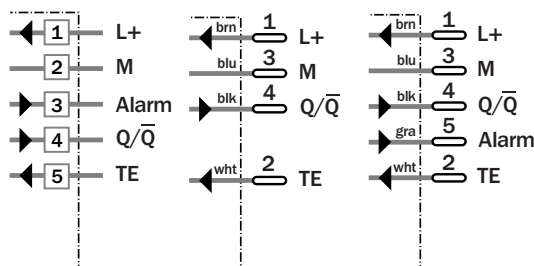 1 L+
2 M
3 Alarm
4 Q/Q̅
5 TE
brn 1 L+
blu 3 M
blk 4 Q/Q̅
wht 2 TE
brn 1 L+
blu 3 M
blk 4 Q/Q̅
gra 5 Alarm
wht 2 TE